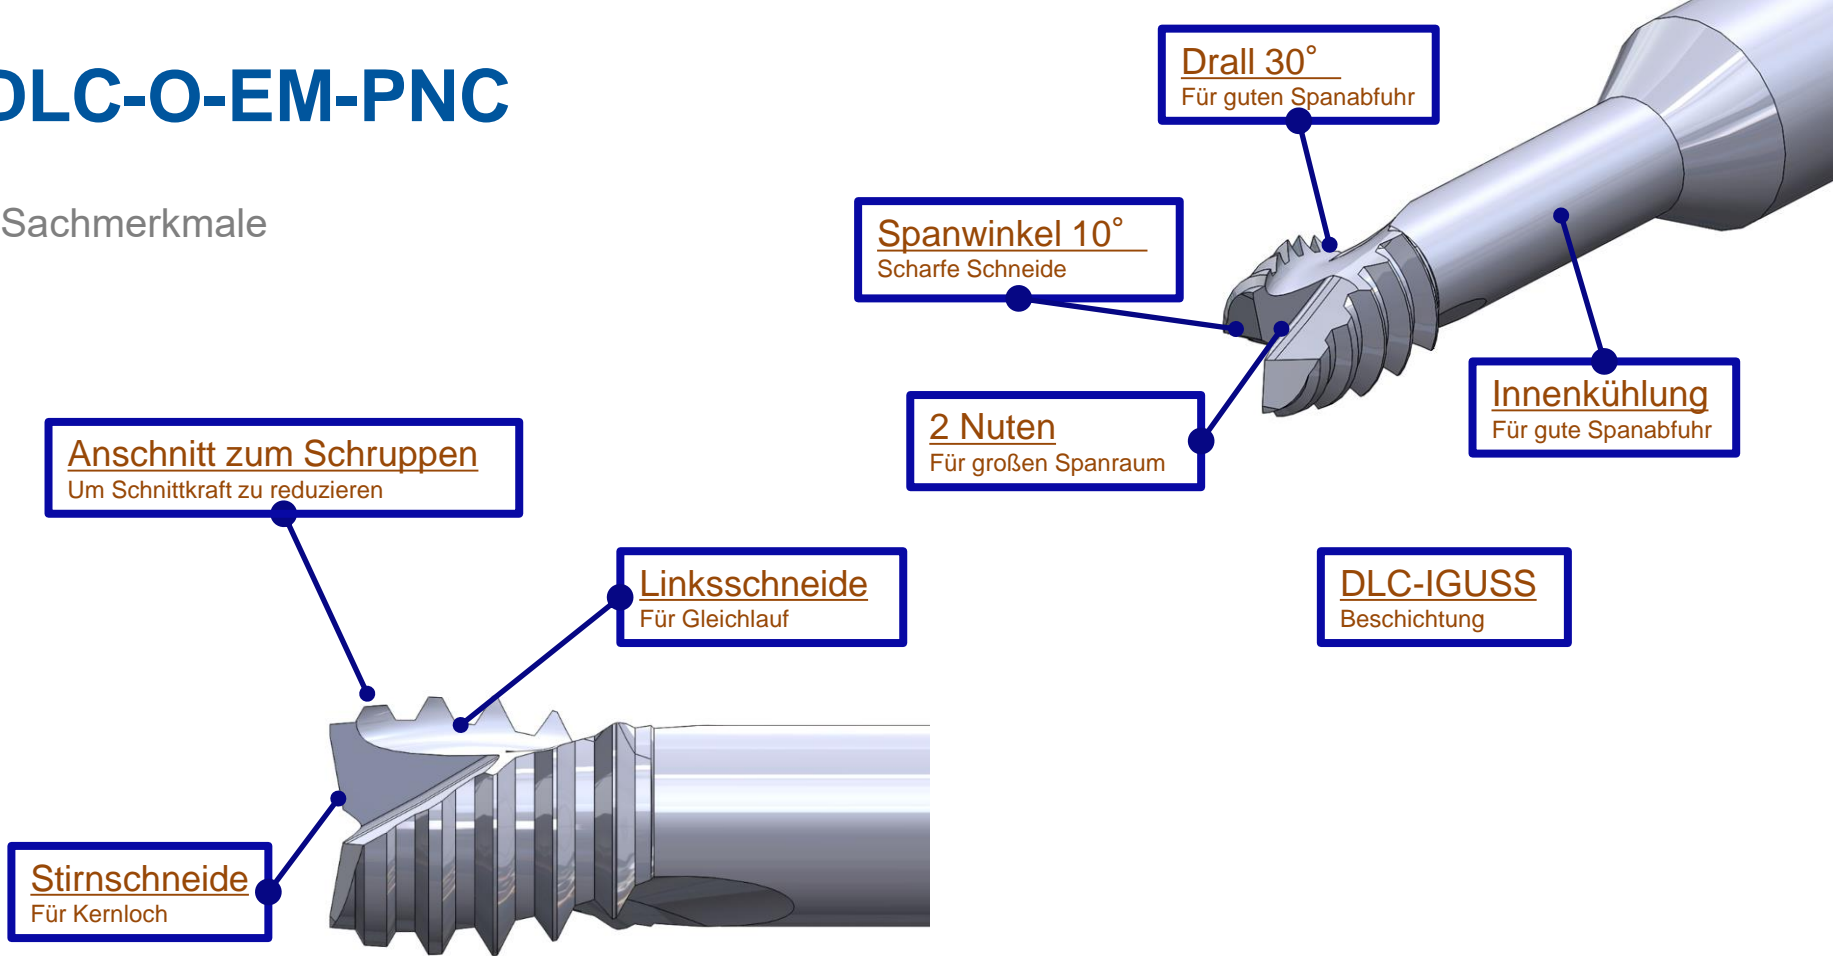 DLC-O-EM-PNC
Sachmerkmale
Drall 30°
Für guten Spanabfuhr
Spanwinkel 10°
Scharfe Schneide
2 Nuten
Für großen Spanraum
Innenkühlung
Für gute Spanabfuhr
Anschnitt zum Schruppen
Um Schnittkraft zu reduzieren
Linksschneide
Für Gleichlauf
DLC-IGUSS
Beschichtung
Stirnschneide
Für Kernloch